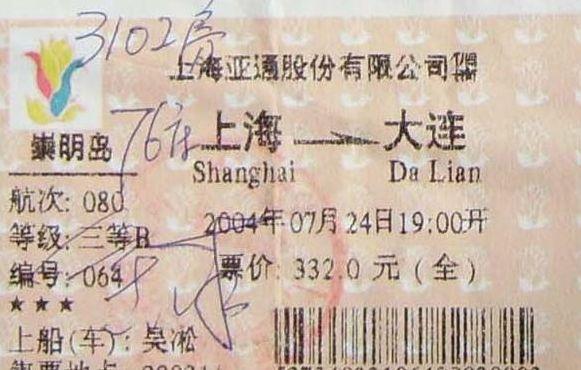 3102房
上海亚通股份有限公司
崇明岛
76床
上海 → 大连
Shanghai Da Lian
航次: 080
2004年07月24日19:00开
等级: 三等B
票价: 332.0 元 (全)
编号: 064
★★★
上船(车): 吴淞